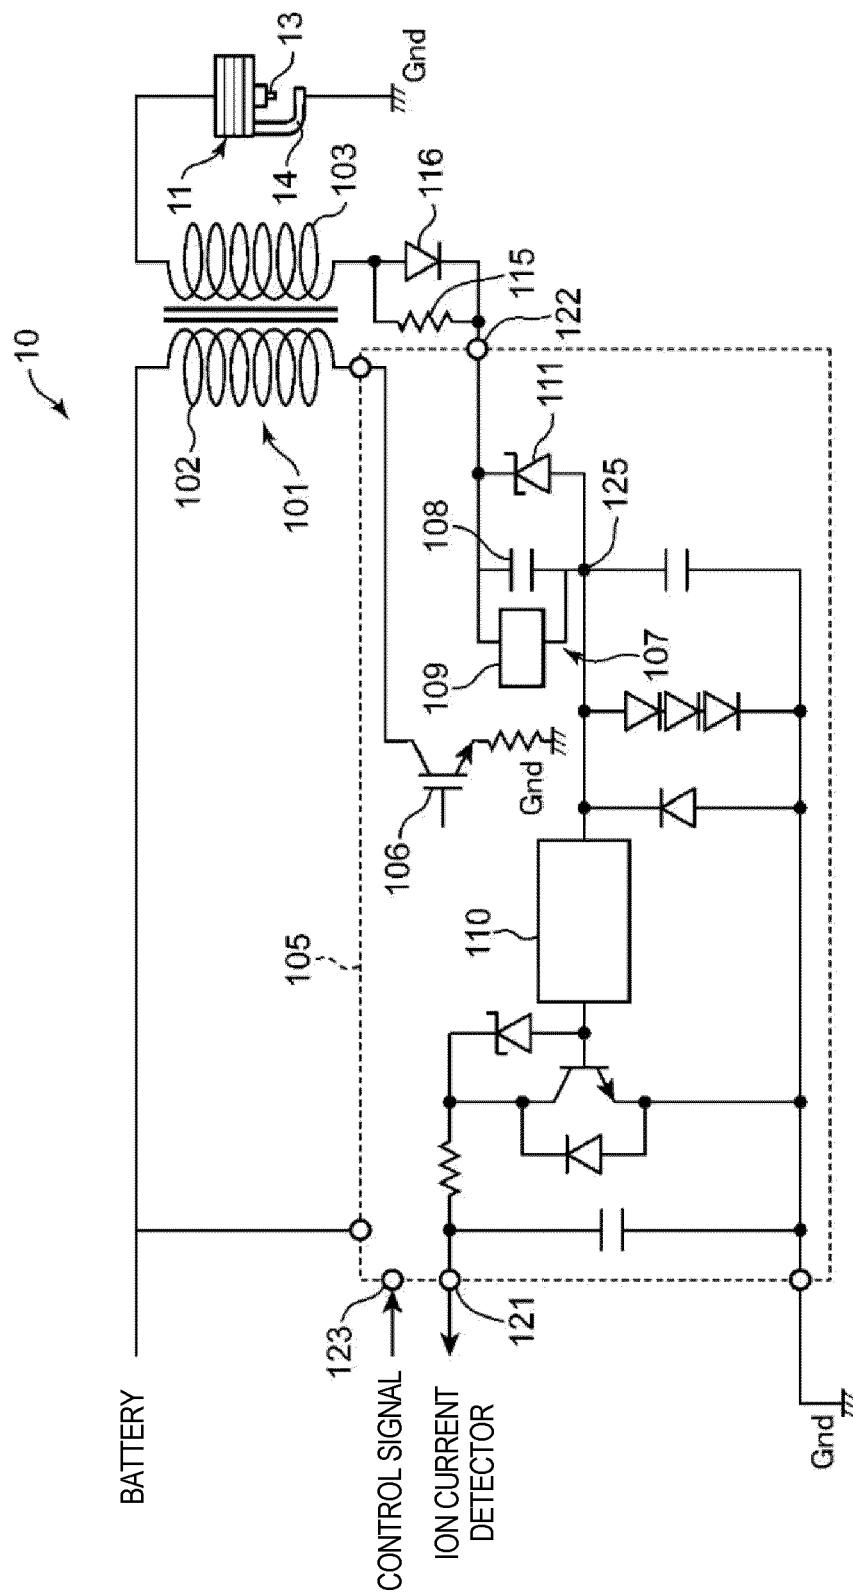 10
102
101
103
11
14
13
Gnd
116
115
122
105
106
Gnd
109
108
111
107
125
110
BATTERY
123
CONTROL SIGNAL
121
ION CURRENT
DETECTOR
Gnd